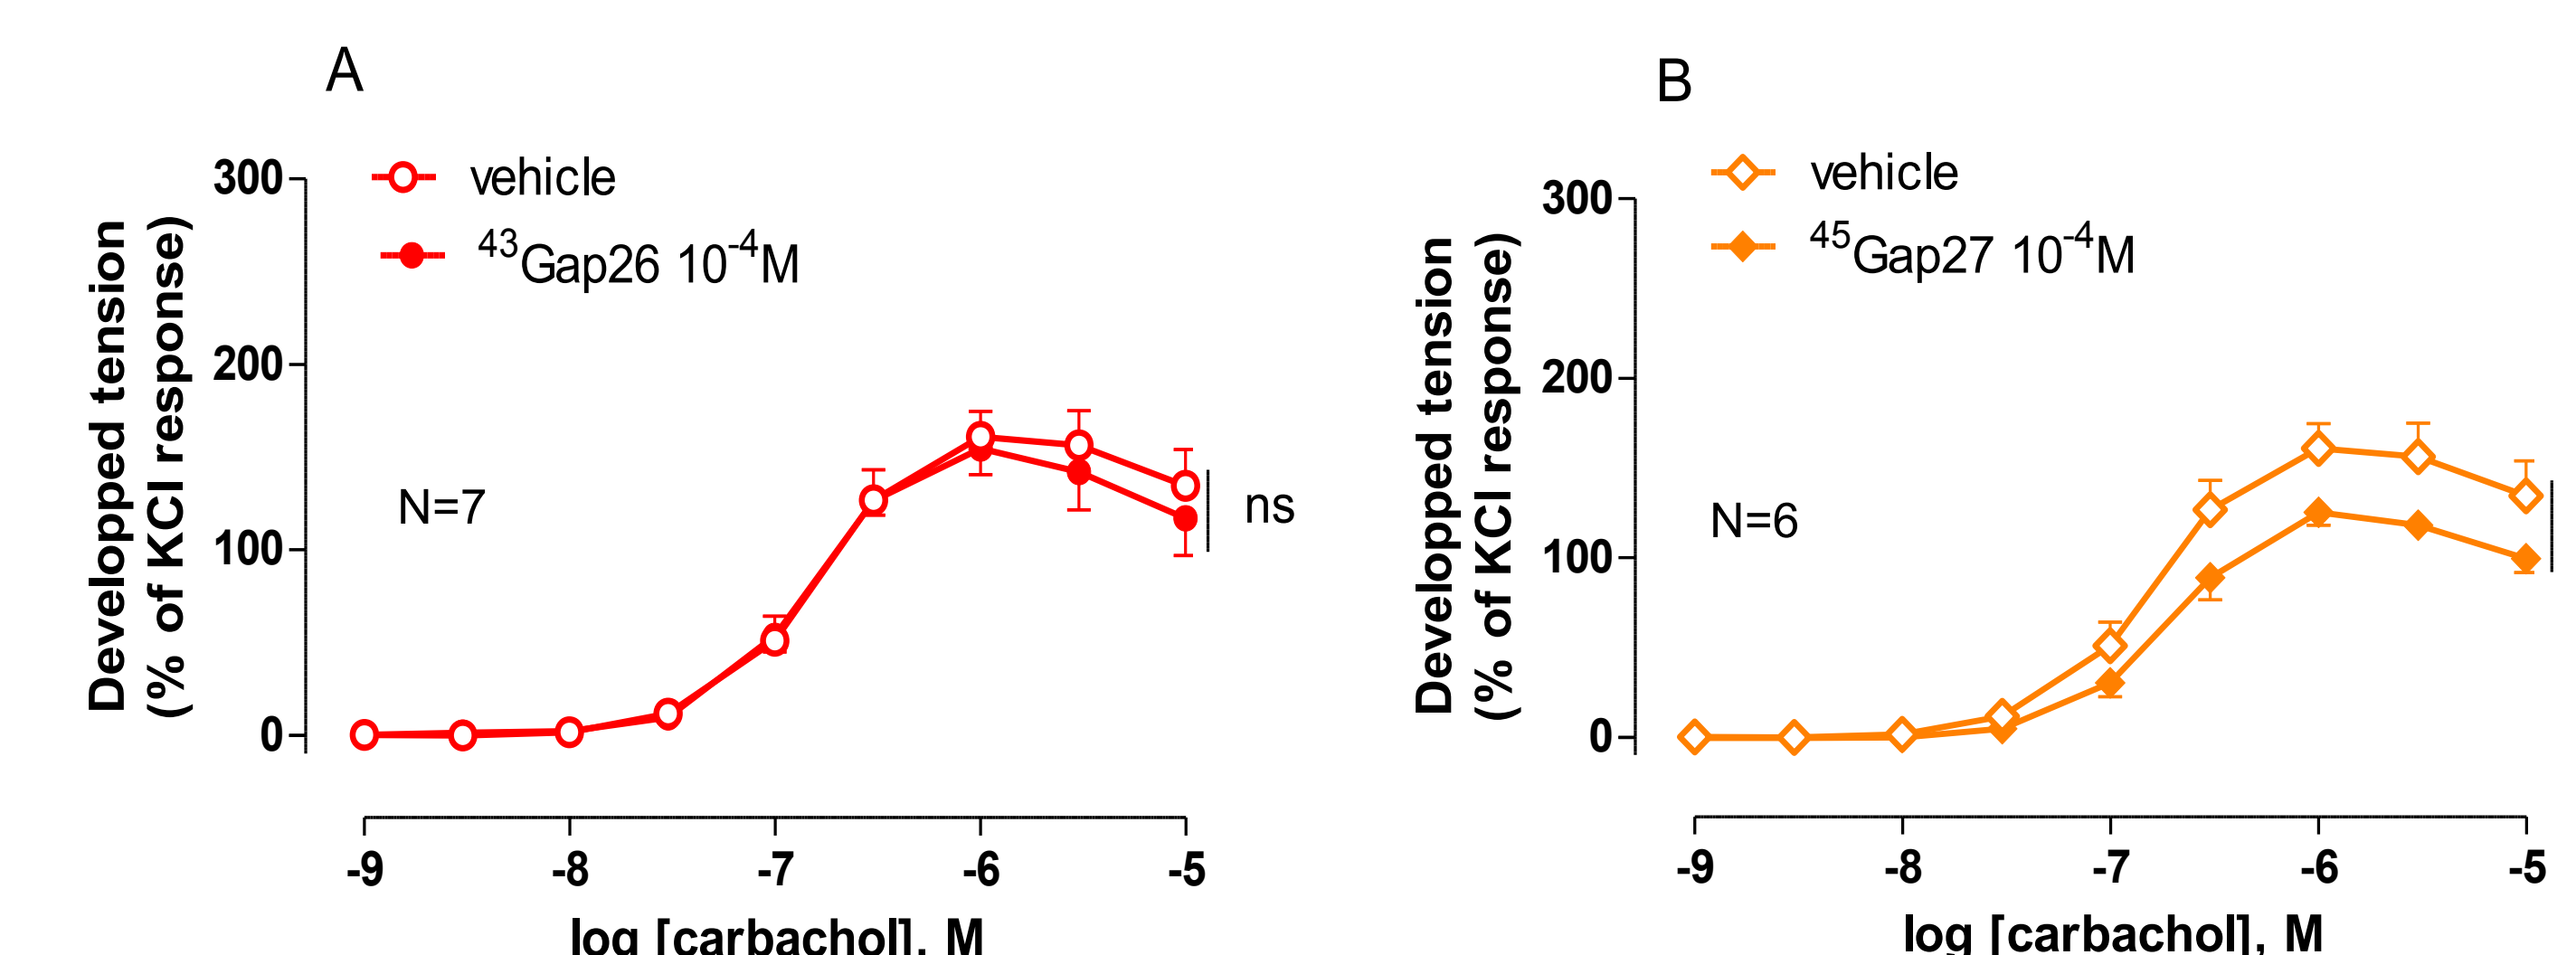 A
vehicle
⁴³Gap26 10⁻⁴M
Developped tension
(% of KCl response)
300
200
100
0
N=7
ns
-9 -8 -7 -6 -5
log [carbachol], M
B
vehicle
⁴⁵Gap27 10⁻⁴M
Developped tension
(% of KCl response)
300
200
100
0
N=6
-9 -8 -7 -6 -5
log [carbachol], M